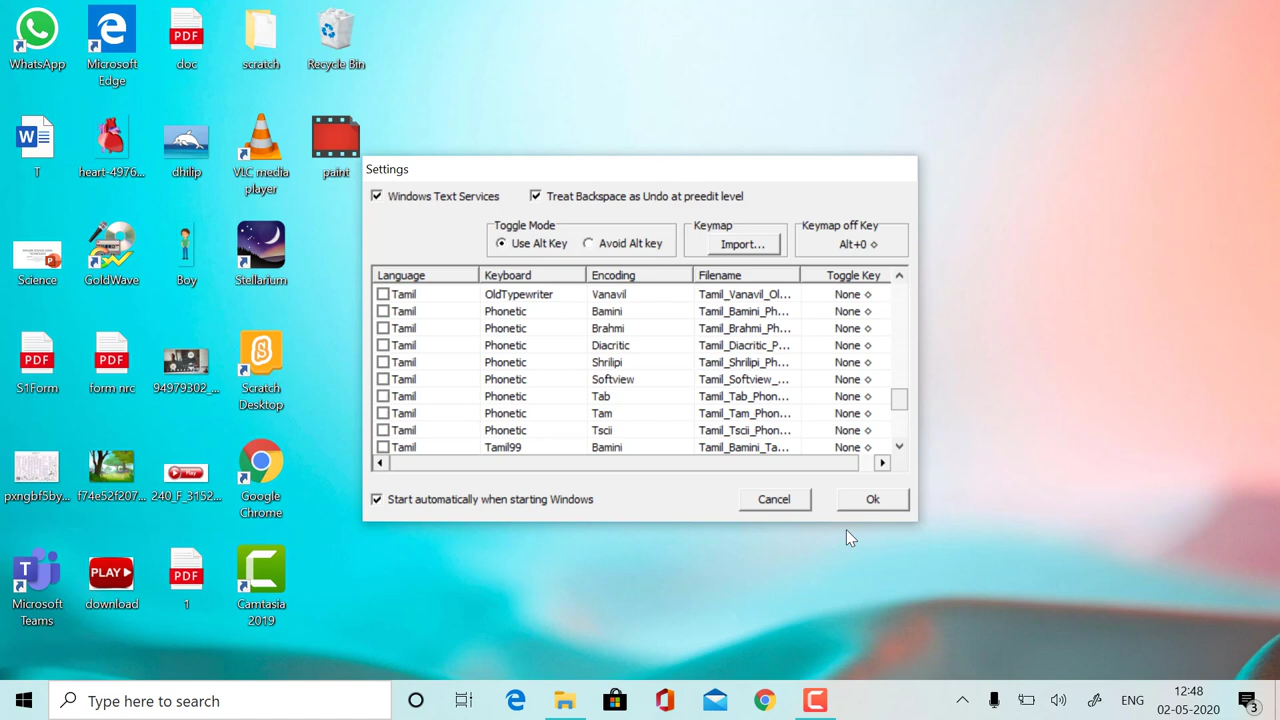 WhatsApp
Microsoft Edge
PDF
doc
scratch
Recycle Bin
W
T
heart-4976...
dhilip
VLC media player
paint
Science
GoldWave
Boy
Stellarium
PDF
S1Form
PDF
form nrc
94979302_...
Scratch Desktop
pxngbf5by...
f74e52f207...
Play
240_F_3152...
Google Chrome
T
Microsoft Teams
PLAY
download
PDF
1
Camtasia 2019
Settings
Windows Text Services
Treat Backspace as Undo at preedit level
Toggle Mode
Use Alt Key
Avoid Alt key
Keymap
Import...
Keymap off Key
Alt+0
Language Keyboard Encoding Filename Toggle Key
Tamil OldTypewriter Vanavil Tamil_Vanavil_Ol... None
Tamil Phonetic Bamini Tamil_Bamini_Ph... None
Tamil Phonetic Brahmi Tamil_Brahmi_Ph... None
Tamil Phonetic Diacritic Tamil_Diacritic_P... None
Tamil Phonetic Shrilipi Tamil_Shrilipi_Ph... None
Tamil Phonetic Softview Tamil_Softview_... None
Tamil Phonetic Tab Tamil_Tab_Phon... None
Tamil Phonetic Tam Tamil_Tam_Phon... None
Tamil Phonetic Tscii Tamil_Tscii_Phon... None
Tamil Tamil99 Bamini Tamil_Bamini_Ta... None
Start automatically when starting Windows
Cancel
Ok
Type here to search
ENG
12:48
02-05-2020
3